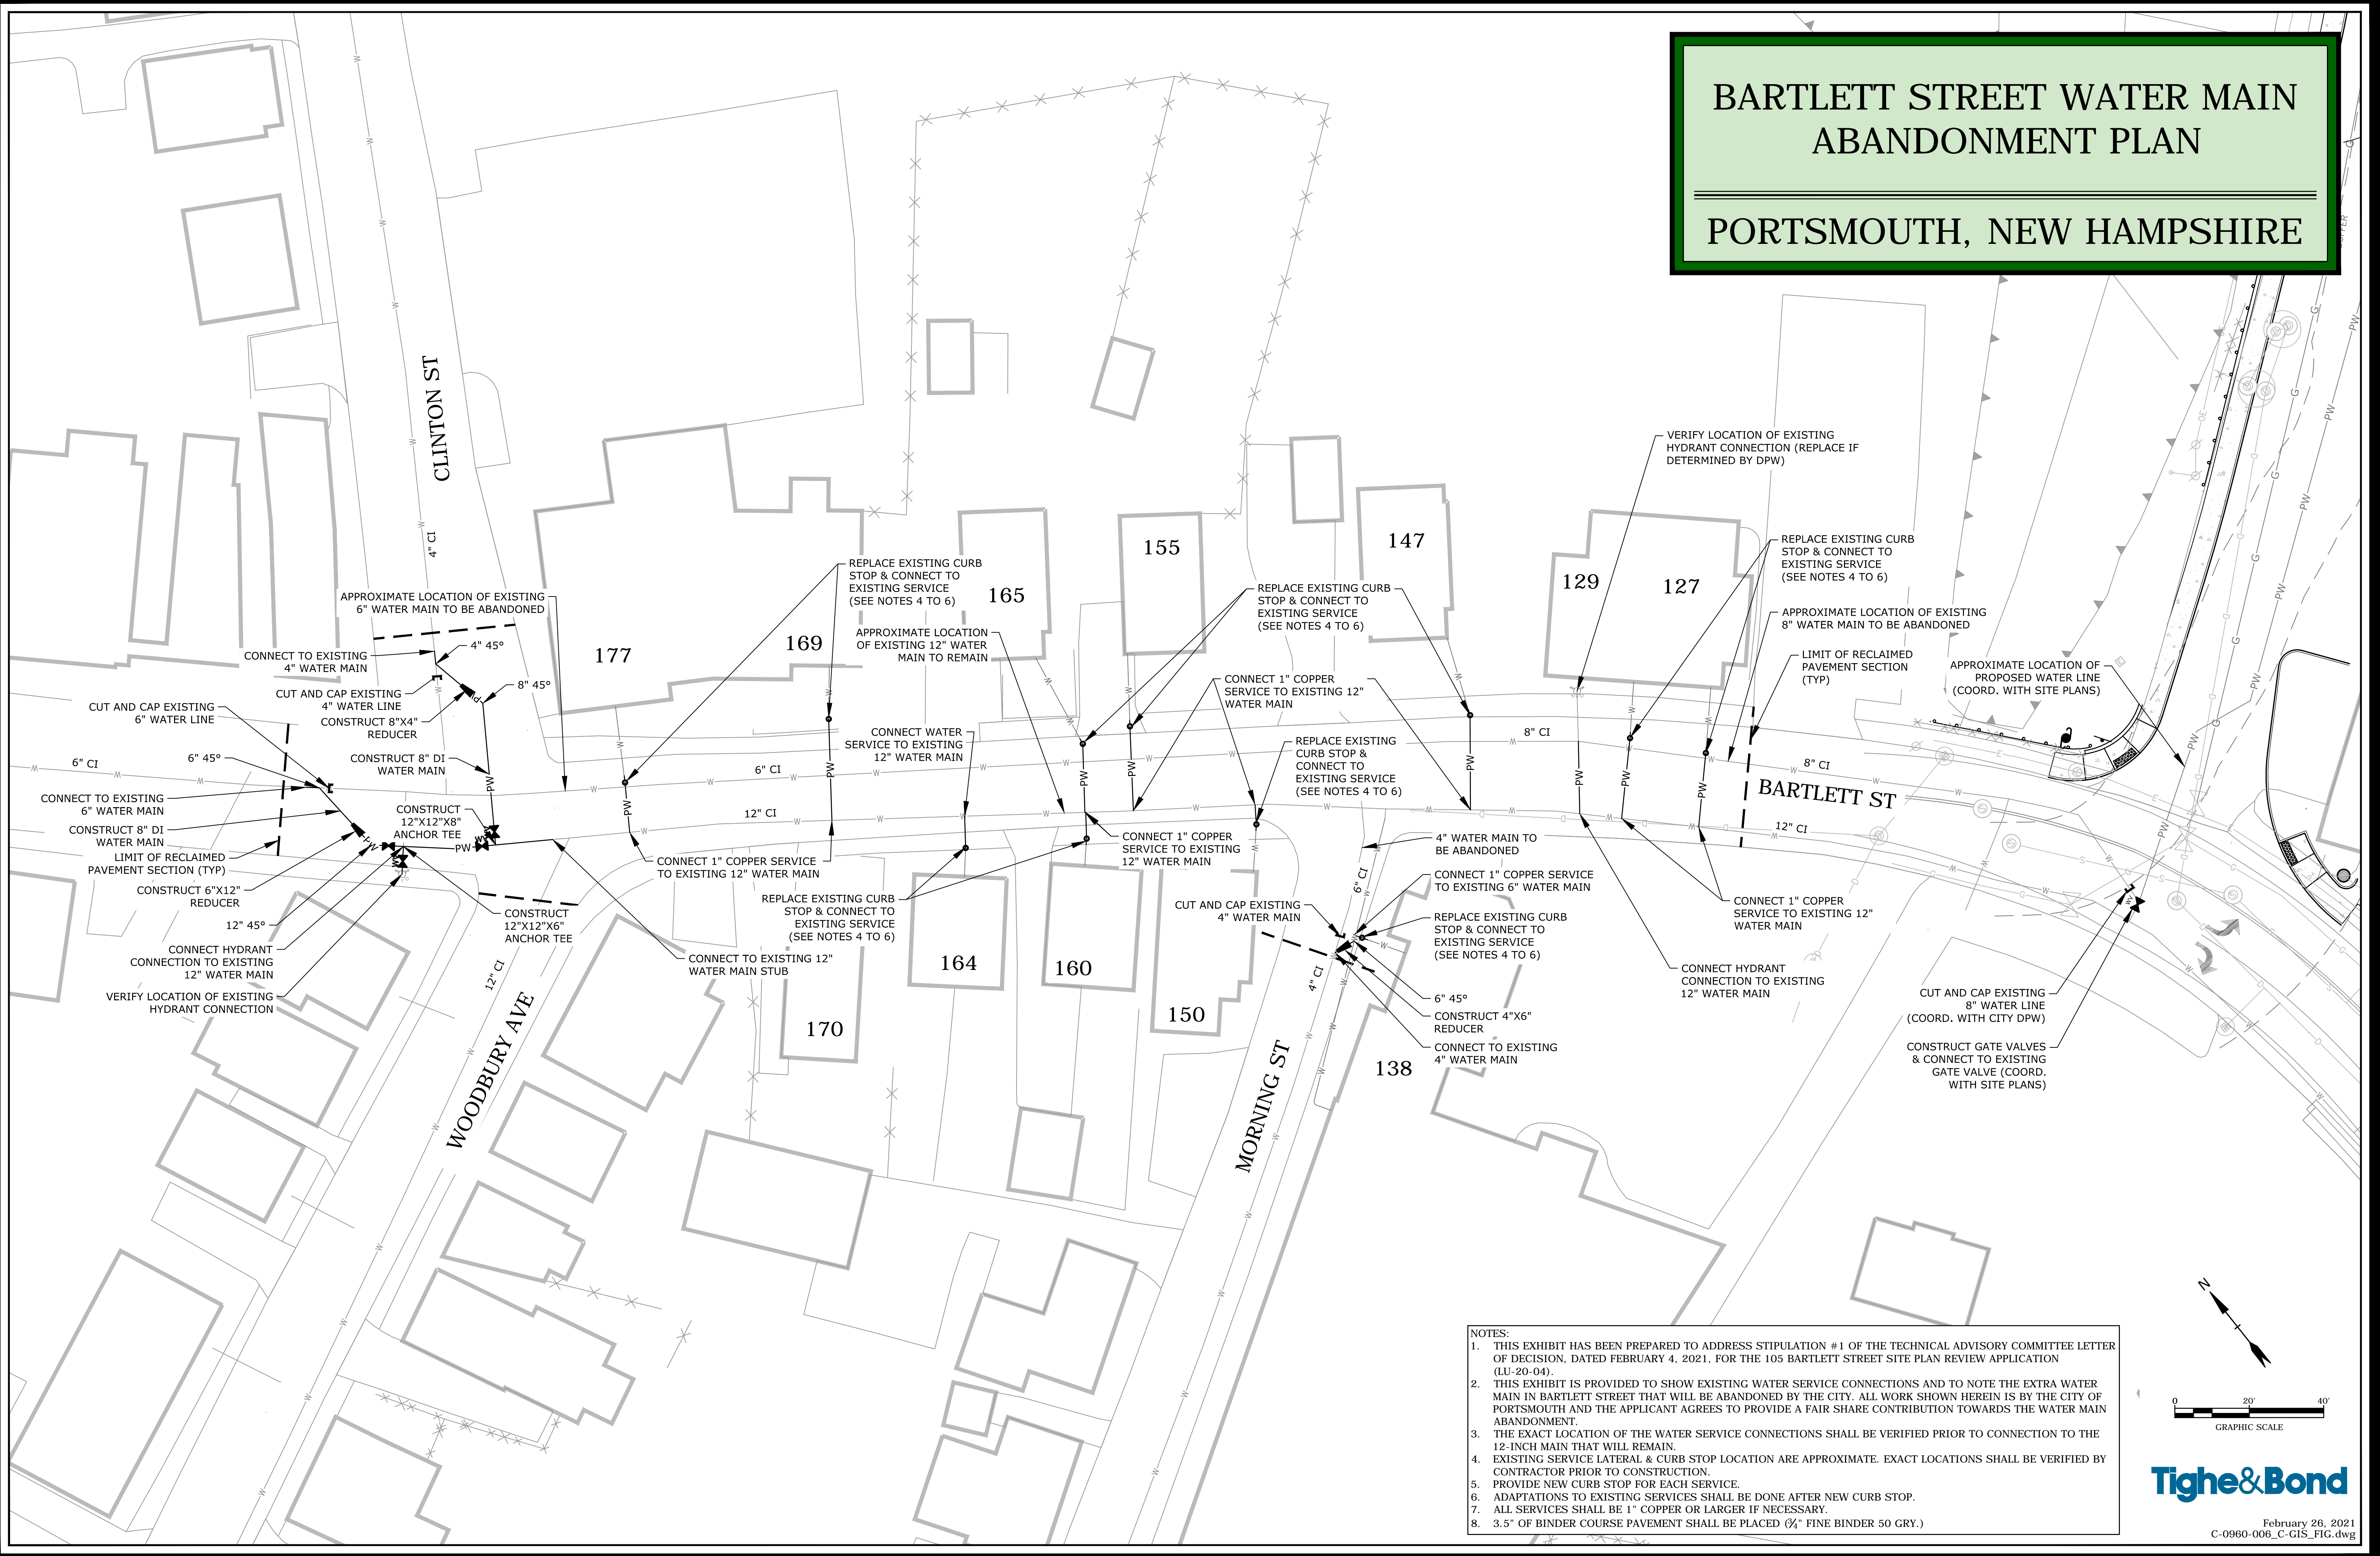 BARTLETT STREET WATER MAIN
ABANDONMENT PLAN
PORTSMOUTH, NEW HAMPSHIRE
CLINTON ST
4" CI
APPROXIMATE LOCATION OF EXISTING
6" WATER MAIN TO BE ABANDONED
4" 45°
CONNECT TO EXISTING
4" WATER MAIN
8" 45°
CUT AND CAP EXISTING
4" WATER LINE
CUT AND CAP EXISTING
6" WATER LINE
CONSTRUCT 8"X4"
REDUCER
6" 45°
CONSTRUCT 8" DI
WATER MAIN
6" CI
CONNECT TO EXISTING
6" WATER MAIN
CONSTRUCT
12"X12"X8"
ANCHOR TEE
CONSTRUCT 8" DI
WATER MAIN
LIMIT OF RECLAIMED
PAVEMENT SECTION (TYP)
CONSTRUCT 6"X12"
REDUCER
12" 45°
CONNECT HYDRANT
CONNECTION TO EXISTING
12" WATER MAIN
VERIFY LOCATION OF EXISTING
HYDRANT CONNECTION
CONSTRUCT
12"X12"X6"
ANCHOR TEE
12" CI
WOODBURY AVE
CONNECT TO EXISTING 12"
WATER MAIN STUB
177
169
165
155
147
129
127
REPLACE EXISTING CURB
STOP & CONNECT TO
EXISTING SERVICE
(SEE NOTES 4 TO 6)
APPROXIMATE LOCATION
OF EXISTING 12" WATER
MAIN TO REMAIN
CONNECT WATER
SERVICE TO EXISTING
12" WATER MAIN
6" CI
12" CI
CONNECT 1" COPPER SERVICE
TO EXISTING 12" WATER MAIN
REPLACE EXISTING CURB
STOP & CONNECT TO
EXISTING SERVICE
(SEE NOTES 4 TO 6)
REPLACE EXISTING CURB
STOP & CONNECT TO
EXISTING SERVICE
(SEE NOTES 4 TO 6)
CONNECT 1" COPPER
SERVICE TO EXISTING 12"
WATER MAIN
REPLACE EXISTING
CURB STOP &
CONNECT TO
EXISTING SERVICE
(SEE NOTES 4 TO 6)
CONNECT 1" COPPER
SERVICE TO EXISTING
12" WATER MAIN
170
164
160
150
138
CUT AND CAP EXISTING
4" WATER MAIN
4" WATER MAIN TO
BE ABANDONED
6" CI
CONNECT 1" COPPER SERVICE
TO EXISTING 6" WATER MAIN
REPLACE EXISTING CURB
STOP & CONNECT TO
EXISTING SERVICE
(SEE NOTES 4 TO 6)
4" CI
6" 45°
CONSTRUCT 4"X6"
REDUCER
CONNECT TO EXISTING
4" WATER MAIN
MORNING ST
VERIFY LOCATION OF EXISTING
HYDRANT CONNECTION (REPLACE IF
DETERMINED BY DPW)
REPLACE EXISTING CURB
STOP & CONNECT TO
EXISTING SERVICE
(SEE NOTES 4 TO 6)
APPROXIMATE LOCATION OF EXISTING
8" WATER MAIN TO BE ABANDONED
LIMIT OF RECLAIMED
PAVEMENT SECTION
(TYP)
APPROXIMATE LOCATION OF
PROPOSED WATER LINE
(COORD. WITH SITE PLANS)
8" CI
8" CI
BARTLETT ST
12" CI
CONNECT 1" COPPER
SERVICE TO EXISTING 12"
WATER MAIN
CONNECT HYDRANT
CONNECTION TO EXISTING
12" WATER MAIN
CUT AND CAP EXISTING
8" WATER LINE
(COORD. WITH CITY DPW)
CONSTRUCT GATE VALVES
& CONNECT TO EXISTING
GATE VALVE (COORD.
WITH SITE PLANS)
NOTES:
1. THIS EXHIBIT HAS BEEN PREPARED TO ADDRESS STIPULATION #1 OF THE TECHNICAL ADVISORY COMMITTEE LETTER
OF DECISION, DATED FEBRUARY 4, 2021, FOR THE 105 BARTLETT STREET SITE PLAN REVIEW APPLICATION
(LU-20-04).
2. THIS EXHIBIT IS PROVIDED TO SHOW EXISTING WATER SERVICE CONNECTIONS AND TO NOTE THE EXTRA WATER
MAIN IN BARTLETT STREET THAT WILL BE ABANDONED BY THE CITY. ALL WORK SHOWN HEREIN IS BY THE CITY OF
PORTSMOUTH AND THE APPLICANT AGREES TO PROVIDE A FAIR SHARE CONTRIBUTION TOWARDS THE WATER MAIN
ABANDONMENT.
3. THE EXACT LOCATION OF THE WATER SERVICE CONNECTIONS SHALL BE VERIFIED PRIOR TO CONNECTION TO THE
12-INCH MAIN THAT WILL REMAIN.
4. EXISTING SERVICE LATERAL & CURB STOP LOCATION ARE APPROXIMATE. EXACT LOCATIONS SHALL BE VERIFIED BY
CONTRACTOR PRIOR TO CONSTRUCTION.
5. PROVIDE NEW CURB STOP FOR EACH SERVICE.
6. ADAPTATIONS TO EXISTING SERVICES SHALL BE DONE AFTER NEW CURB STOP.
7. ALL SERVICES SHALL BE 1" COPPER OR LARGER IF NECESSARY.
8. 3.5" OF BINDER COURSE PAVEMENT SHALL BE PLACED (¾" FINE BINDER 50 GRY.)
N
0 20' 40'
GRAPHIC SCALE
Tighe&Bond
February 26, 2021
C-0960-006_C-GIS_FIG.dwg